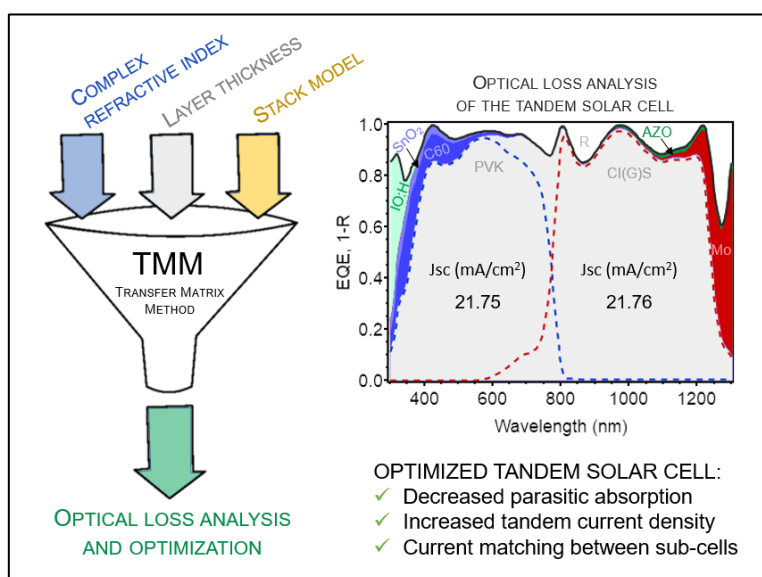 COMPLEX
REFRACTIVE INDEX
LAYER THICKNESS
STACK MODEL
TMM
TRANSFER MATRIX
METHOD
OPTICAL LOSS ANALYSIS
AND OPTIMIZATION
OPTICAL LOSS ANALYSIS
OF THE TANDEM SOLAR CELL
EQE, 1-R
1.0
0.8
0.6
0.4
0.2
0.0
IO:H
SnO₂
C60
PVK
R
CI(G)S
AZO
Mo
Jsc (mA/cm²)
21.75
Jsc (mA/cm²)
21.76
400 600 800 1000 1200
Wavelength (nm)
OPTIMIZED TANDEM SOLAR CELL:
✓ Decreased parasitic absorption
✓ Increased tandem current density
✓ Current matching between sub-cells